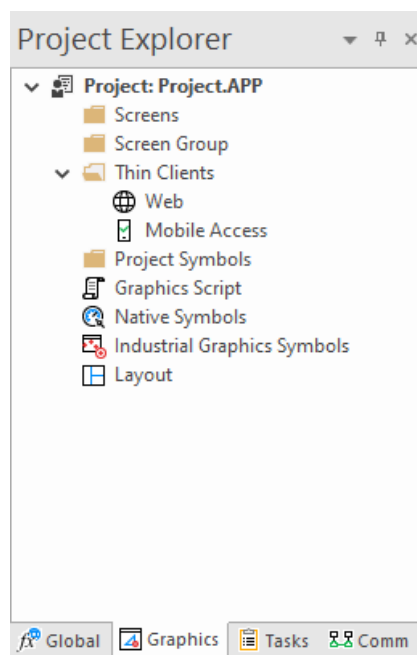 Project Explorer
Project: Project.APP
Screens
Screen Group
Thin Clients
Web
Mobile Access
Project Symbols
Graphics Script
Native Symbols
Industrial Graphics Symbols
Layout
fx Global Graphics Tasks Comm